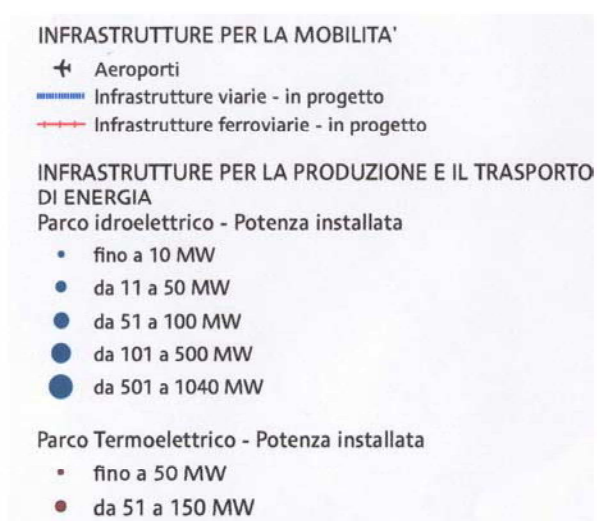 INFRASTRUTTURE PER LA MOBILITA'
Aeroporti
Infrastrutture viarie - in progetto
Infrastrutture ferroviarie - in progetto
INFRASTRUTTURE PER LA PRODUZIONE E IL TRASPORTO
DI ENERGIA
Parco idroelettrico - Potenza installata
fino a 10 MW
da 11 a 50 MW
da 51 a 100 MW
da 101 a 500 MW
da 501 a 1040 MW
Parco Termoelettrico - Potenza installata
fino a 50 MW
da 51 a 150 MW